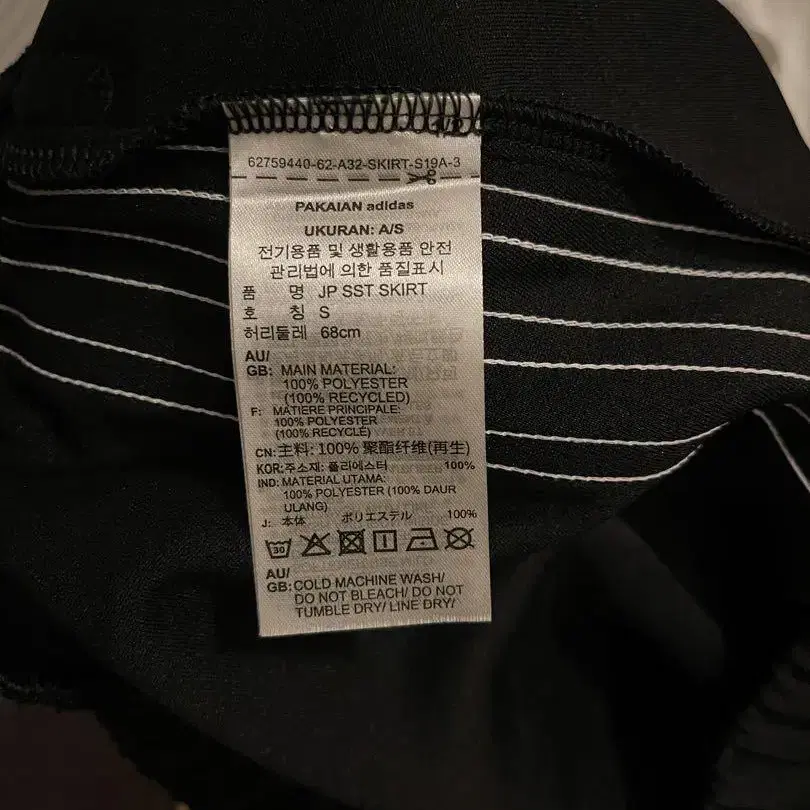 62759440-62-A32-SKIRT-S19A-3
PAKAIAN adidas
UKURAN: A/S
전기용품 및 생활용품 안전
관리법에 의한 품질표시
품 명 JP SST SKIRT
호 칭 S
허리둘레 68cm
AU/
GB: MAIN MATERIAL:
100% POLYESTER
(100% RECYCLED)
F: MATIERE PRINCIPALE:
100% POLYESTER
(100% RECYCLÉ)
CN: 主料: 100% 聚酯纤维(再生)
KOR: 주소재: 폴리에스터 100%
IND: MATERIAL UTAMA:
100% POLYESTER (100% DAUR
ULANG)
J: 本体 ポリエステル 100%
30
AU/
GB: COLD MACHINE WASH/
DO NOT BLEACH/ DO NOT
TUMBLE DRY/ LINE DRY/